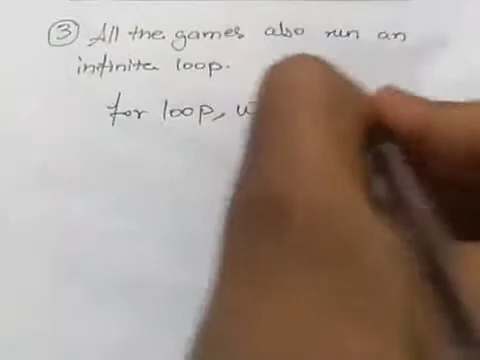 ③ All the games also run an
infinite loop.
for loop, w